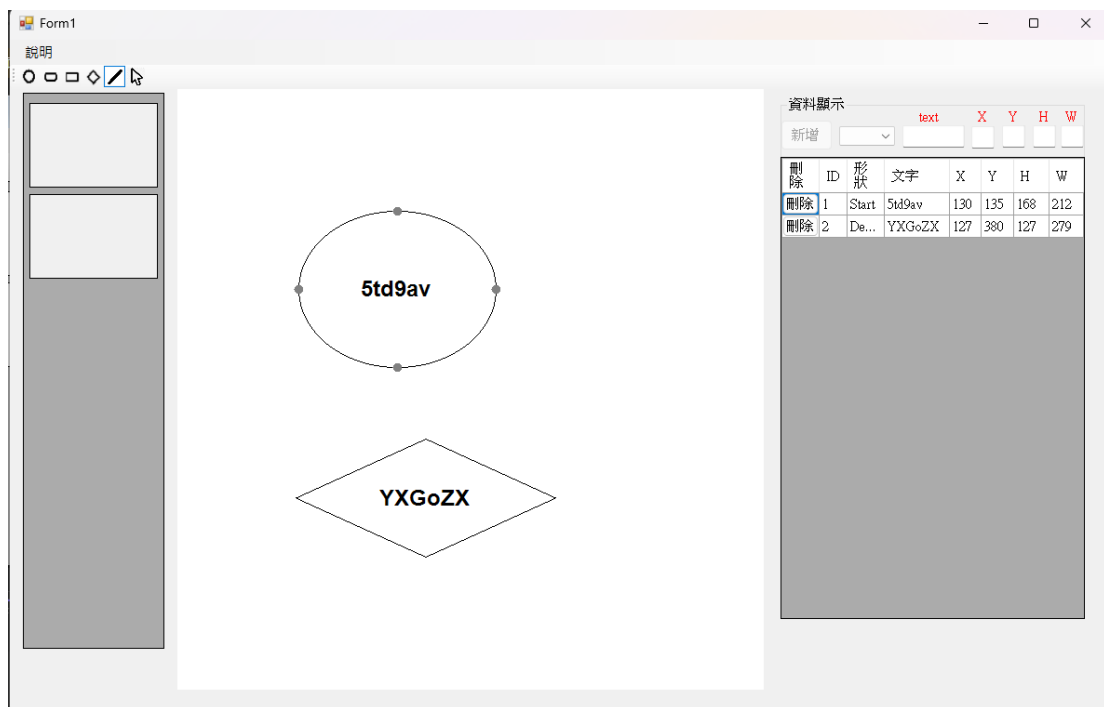 Form1
說明
資料顯示
text X Y H W
新增
刪除 ID 形狀 文字 X Y H W
刪除 1 Start 5td9av 130 135 168 212
刪除 2 De... YXGoZX 127 380 127 279
5td9av
YXGoZX